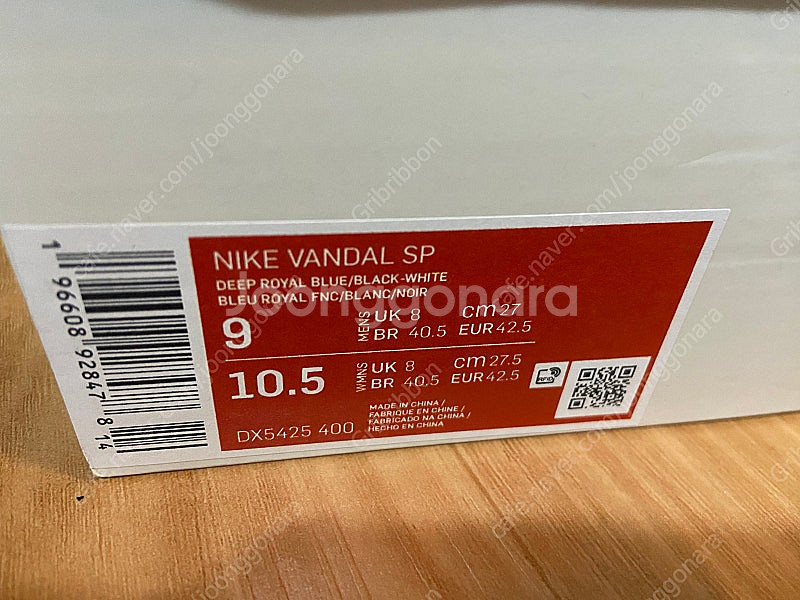 NIKE VANDAL SP
DEEP ROYAL BLUE/BLACK-WHITE
BLEU ROYAL FNC/BLANC/NOIR
9
MENS
UK 8 cm 27
BR 40.5 EUR 42.5
10.5
WMNS
UK 8 cm 27.5
BR 40.5 EUR 42.5
MADE IN CHINA /
FABRIQUE EN CHINE /
FABRICADO NA CHINA /
HECHO EN CHINA
DX5425 400
1 96608 92847 8 14
Joonggonara
cafe.naver.com/joonggonara
Gribribbon